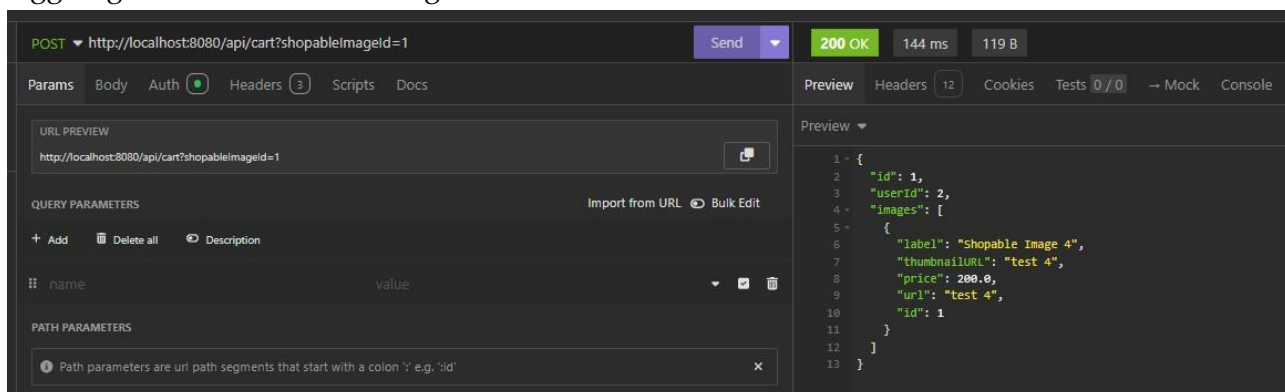 POST http://localhost:8080/api/cart?shopableImageId=1
Send
Params Body Auth Headers 3 Scripts Docs
URL PREVIEW
http://localhost:8080/api/cart?shopableImageId=1
QUERY PARAMETERS
Import from URL Bulk Edit
+ Add Delete all Description
name value
PATH PARAMETERS
Path parameters are url path segments that start with a colon ':' e.g. ':id'
200 OK 144 ms 119 B
Preview Headers 12 Cookies Tests 0 / 0 → Mock Console
Preview
1 {
2 "id": 1,
3 "userId": 2,
4 "images": [
5 {
6 "label": "Shopable Image 4",
7 "thumbnailURL": "test 4",
8 "price": 200.0,
9 "url": "test 4",
10 "id": 1
11 }
12 ]
13 }